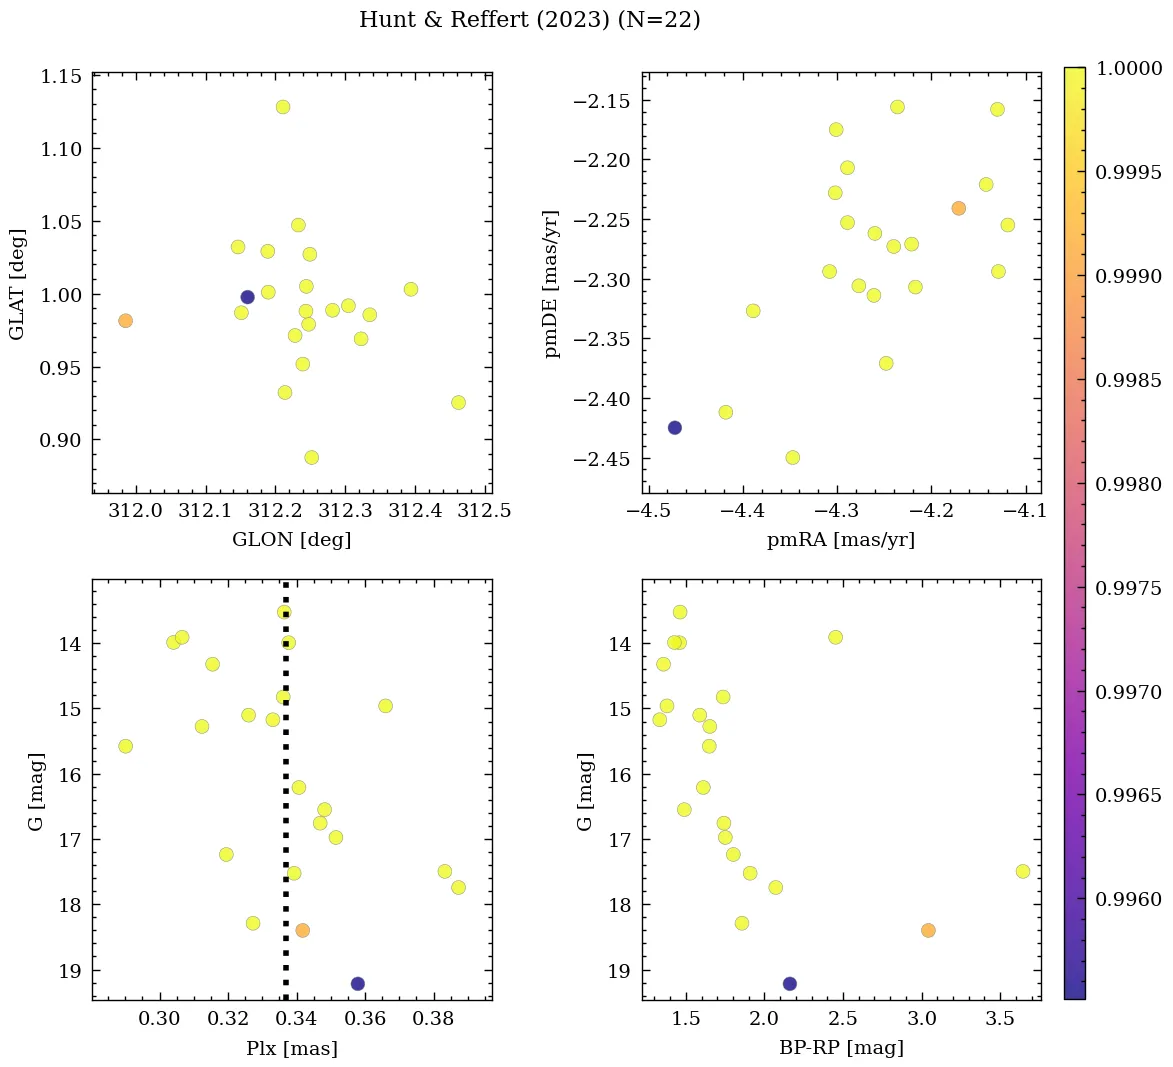 Hunt & Reffert (2023) (N=22)
1.15
1.10
1.05
1.00
0.95
0.90
GLAT [deg]
312.0 312.1 312.2 312.3 312.4 312.5
GLON [deg]
−2.15
−2.20
−2.25
−2.30
−2.35
−2.40
−2.45
pmDE [mas/yr]
−4.5 −4.4 −4.3 −4.2 −4.1
pmRA [mas/yr]
14
15
16
17
18
19
G [mag]
0.30 0.32 0.34 0.36 0.38
Plx [mas]
14
15
16
17
18
19
G [mag]
1.5 2.0 2.5 3.0 3.5
BP-RP [mag]
1.0000
0.9995
0.9990
0.9985
0.9980
0.9975
0.9970
0.9965
0.9960